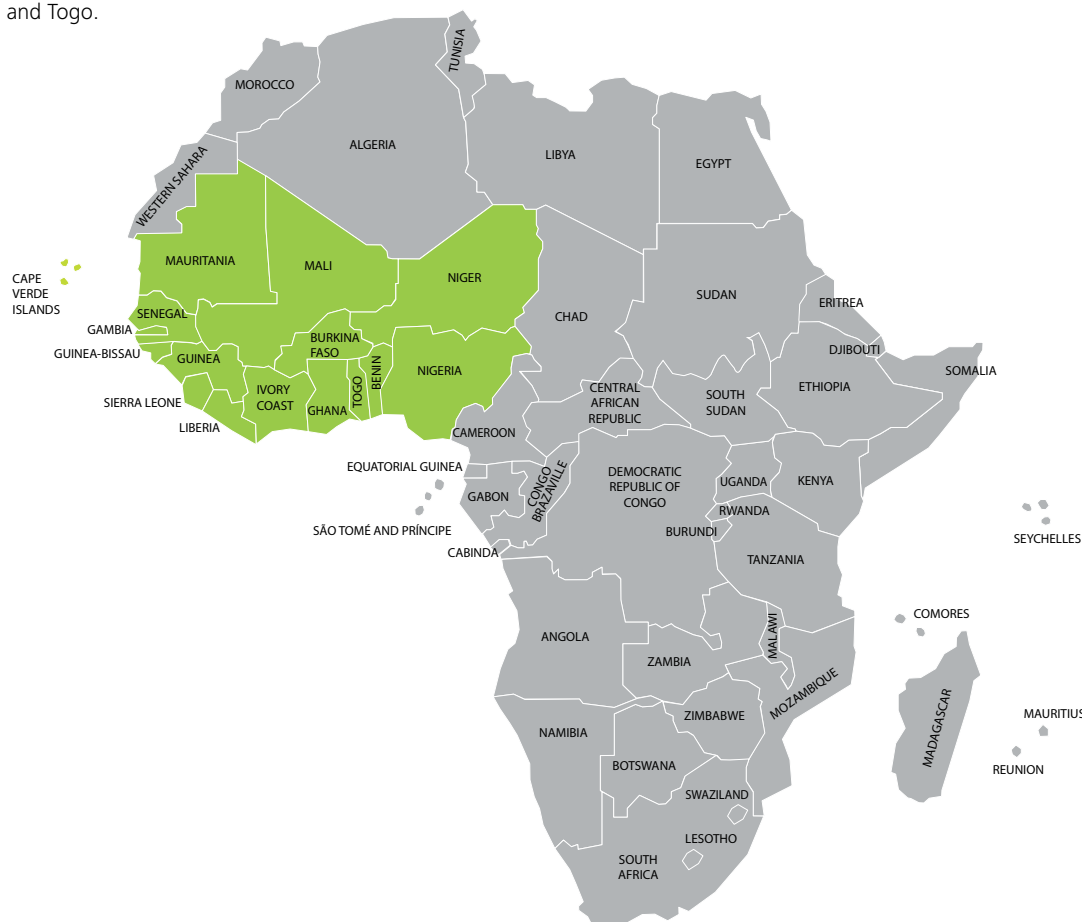 and Togo.
TUNISIA
MOROCCO
ALGERIA
LIBYA
EGYPT
WESTERN SAHARA
MAURITANIA
MALI
NIGER
CAPE
VERDE
ISLANDS
SENEGAL
GAMBIA
GUINEA-BISSAU
GUINEA
BURKINA
FASO
CHAD
SUDAN
ERITREA
DJIBOUTI
SOMALIA
SIERRA LEONE
LIBERIA
IVORY
COAST
GHANA
TOGO
BENIN
NIGERIA
CENTRAL
AFRICAN
REPUBLIC
SOUTH
SUDAN
ETHIOPIA
CAMEROON
EQUATORIAL GUINEA
GABON
CONGO
BRAZAVILLE
DEMOCRATIC
REPUBLIC OF
CONGO
UGANDA
KENYA
RWANDA
BURUNDI
SÃO TOMÉ AND PRÍNCIPE
CABINDA
TANZANIA
SEYCHELLES
COMORES
ANGOLA
ZAMBIA
MALAWI
MOZAMBIQUE
MADAGASCAR
MAURITIUS
REUNION
NAMIBIA
ZIMBABWE
BOTSWANA
SWAZILAND
LESOTHO
SOUTH
AFRICA